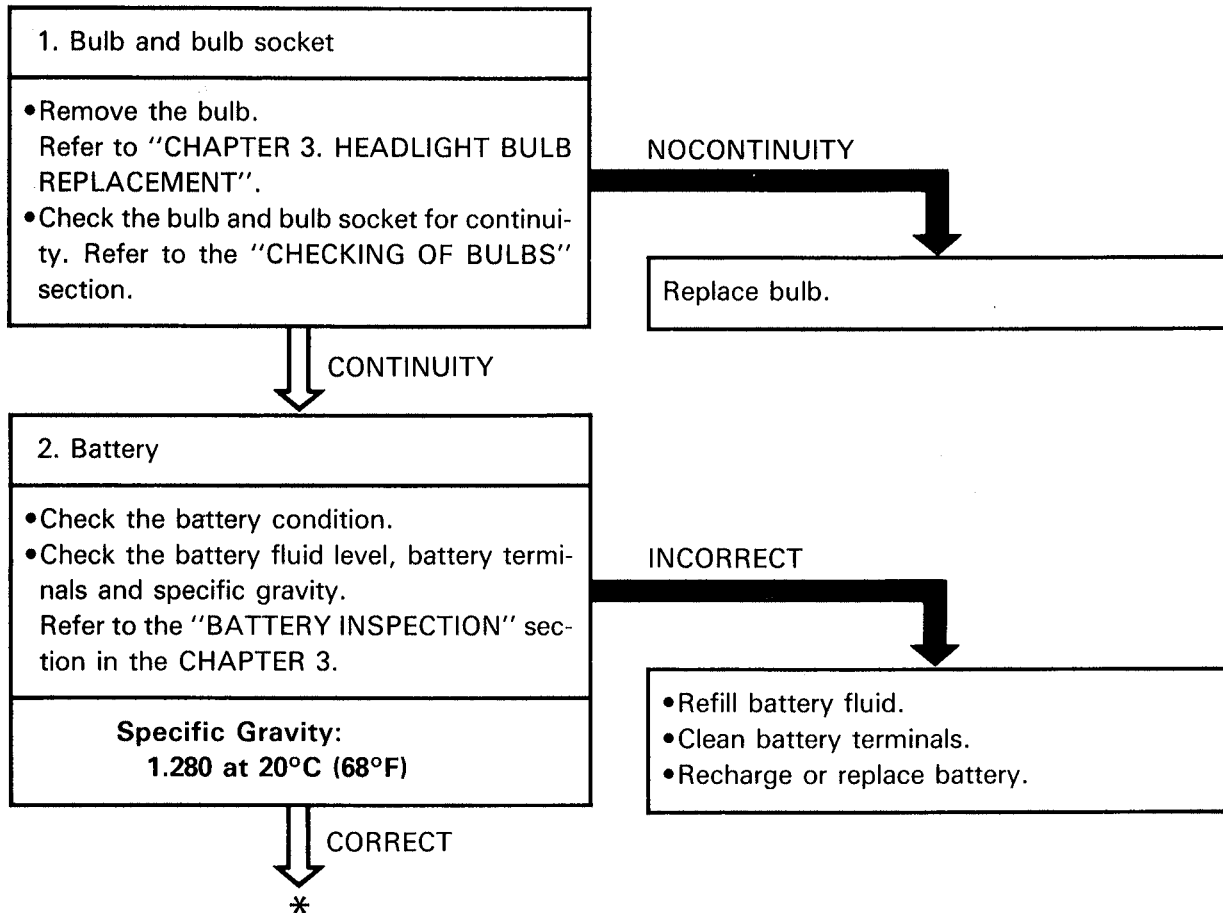 1. Bulb and bulb socket
•Remove the bulb.
Refer to "CHAPTER 3. HEADLIGHT BULB
REPLACEMENT".
•Check the bulb and bulb socket for continui-
ty. Refer to the "CHECKING OF BULBS"
section.
NOCONTINUITY
Replace bulb.
CONTINUITY
2. Battery
•Check the battery condition.
•Check the battery fluid level, battery termi-
nals and specific gravity.
Refer to the "BATTERY INSPECTION" sec-
tion in the CHAPTER 3.
Specific Gravity:
1.280 at 20°C (68°F)
INCORRECT
•Refill battery fluid.
•Clean battery terminals.
•Recharge or replace battery.
CORRECT
*